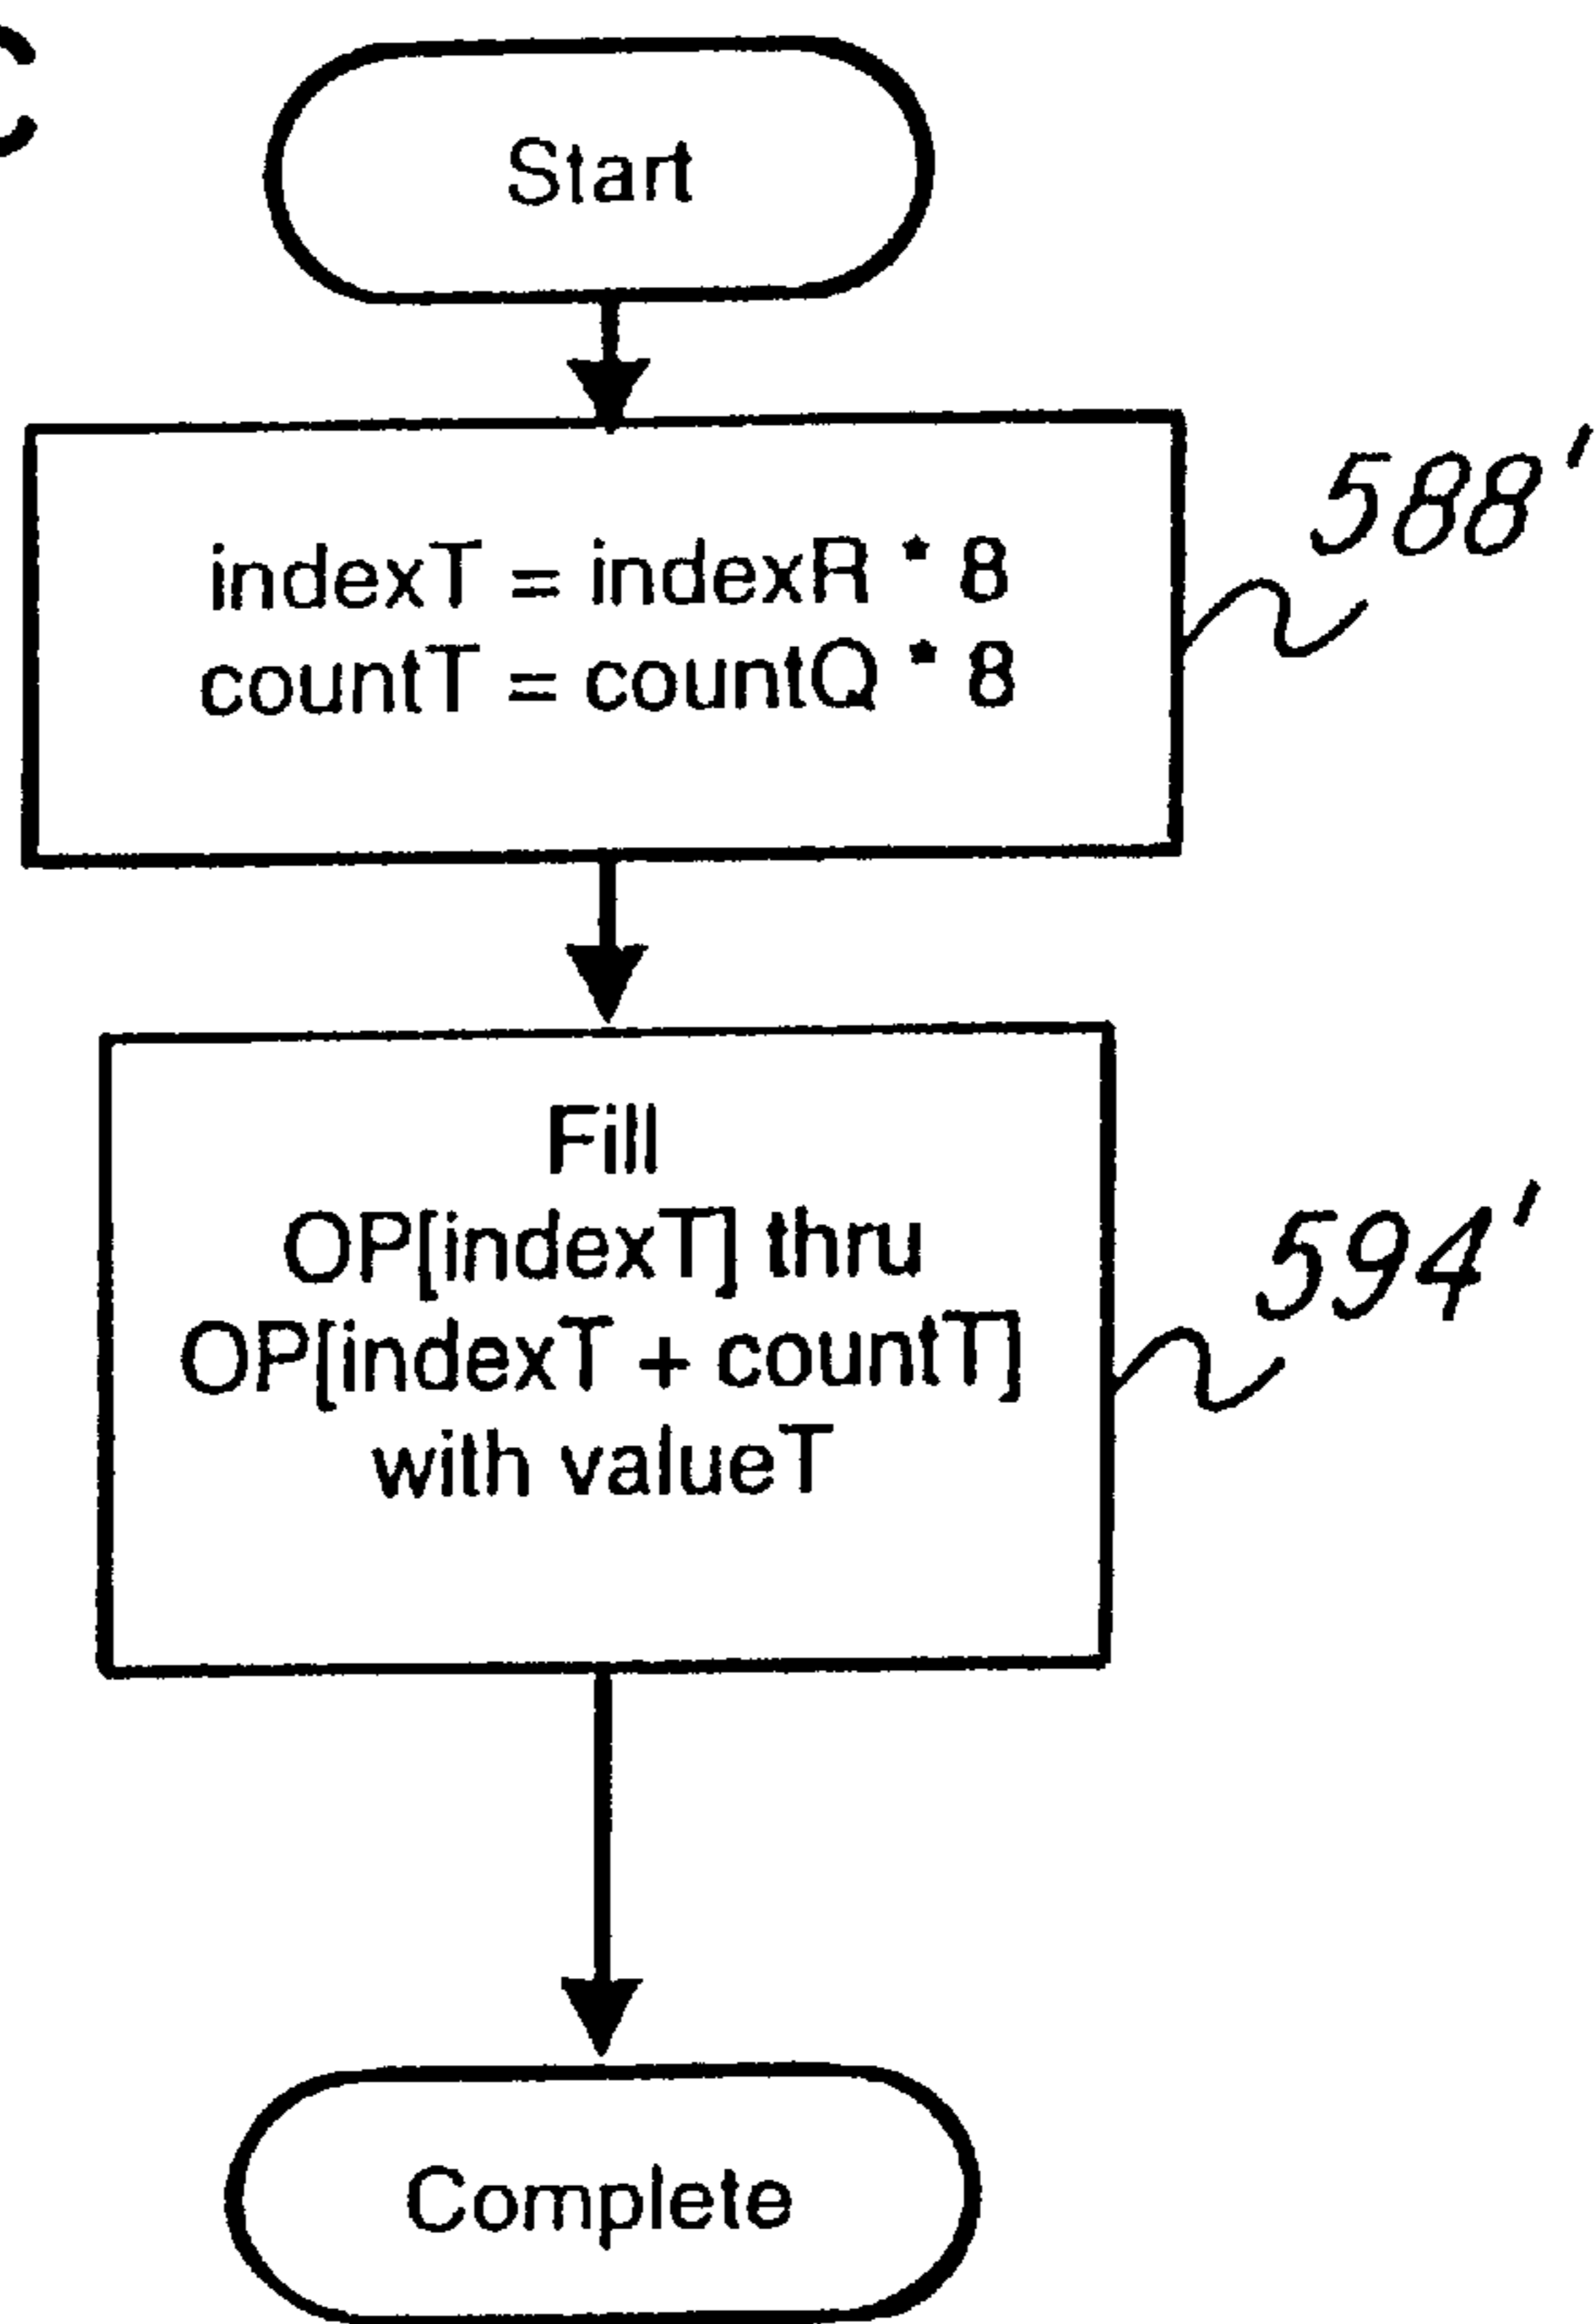 C
Start
indexT = indexR * 8
countT = countQ * 8
588'
Fill
OP[indexT] thru
OP[indexT + countT]
with valueT
594'
Complete